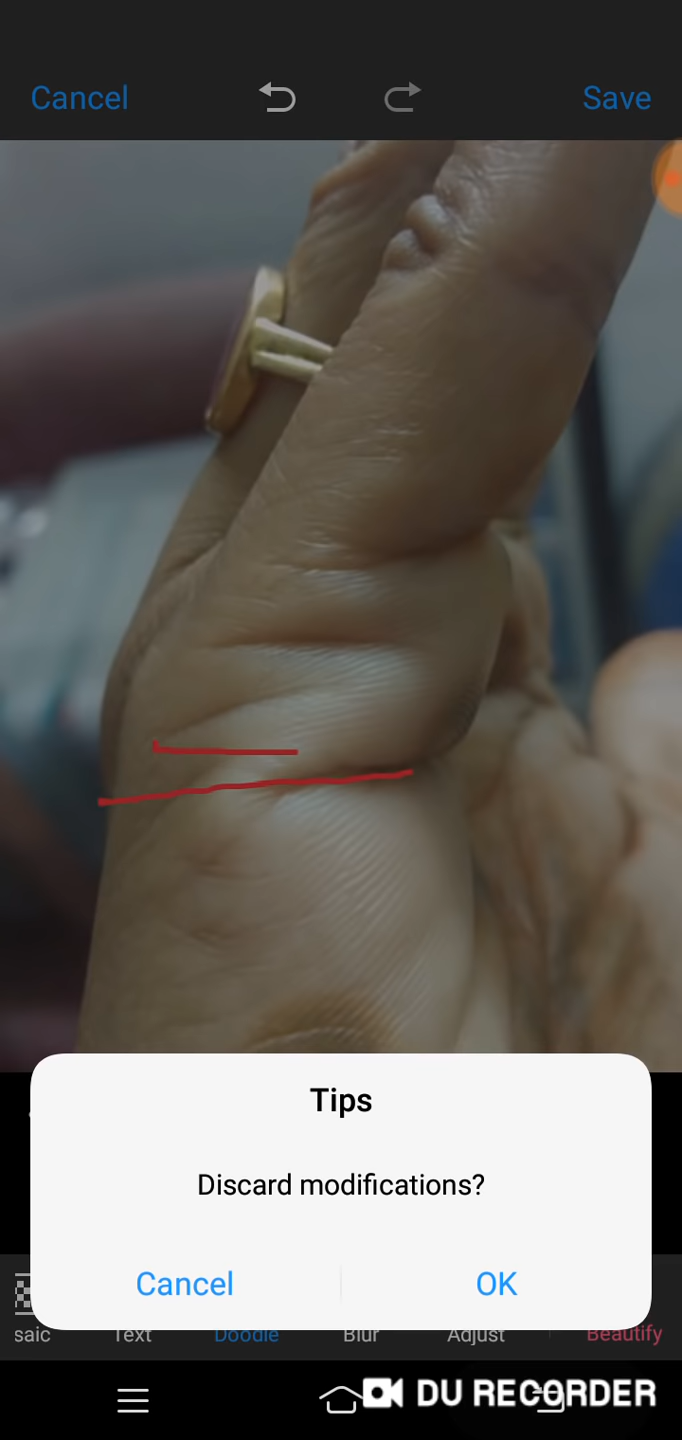 Cancel
Save
Tips
Discard modifications?
Cancel OK
saic Text Doodle Blur Adjust Beautify
DU RECORDER